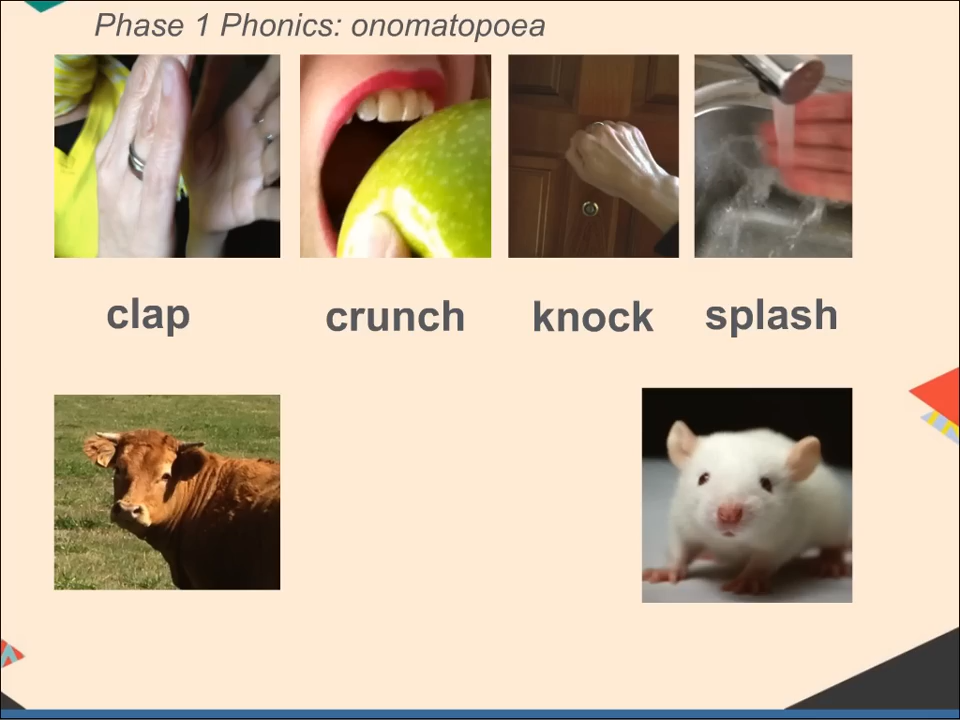 Phase 1 Phonics: onomatopoea
clap
crunch
knock
splash